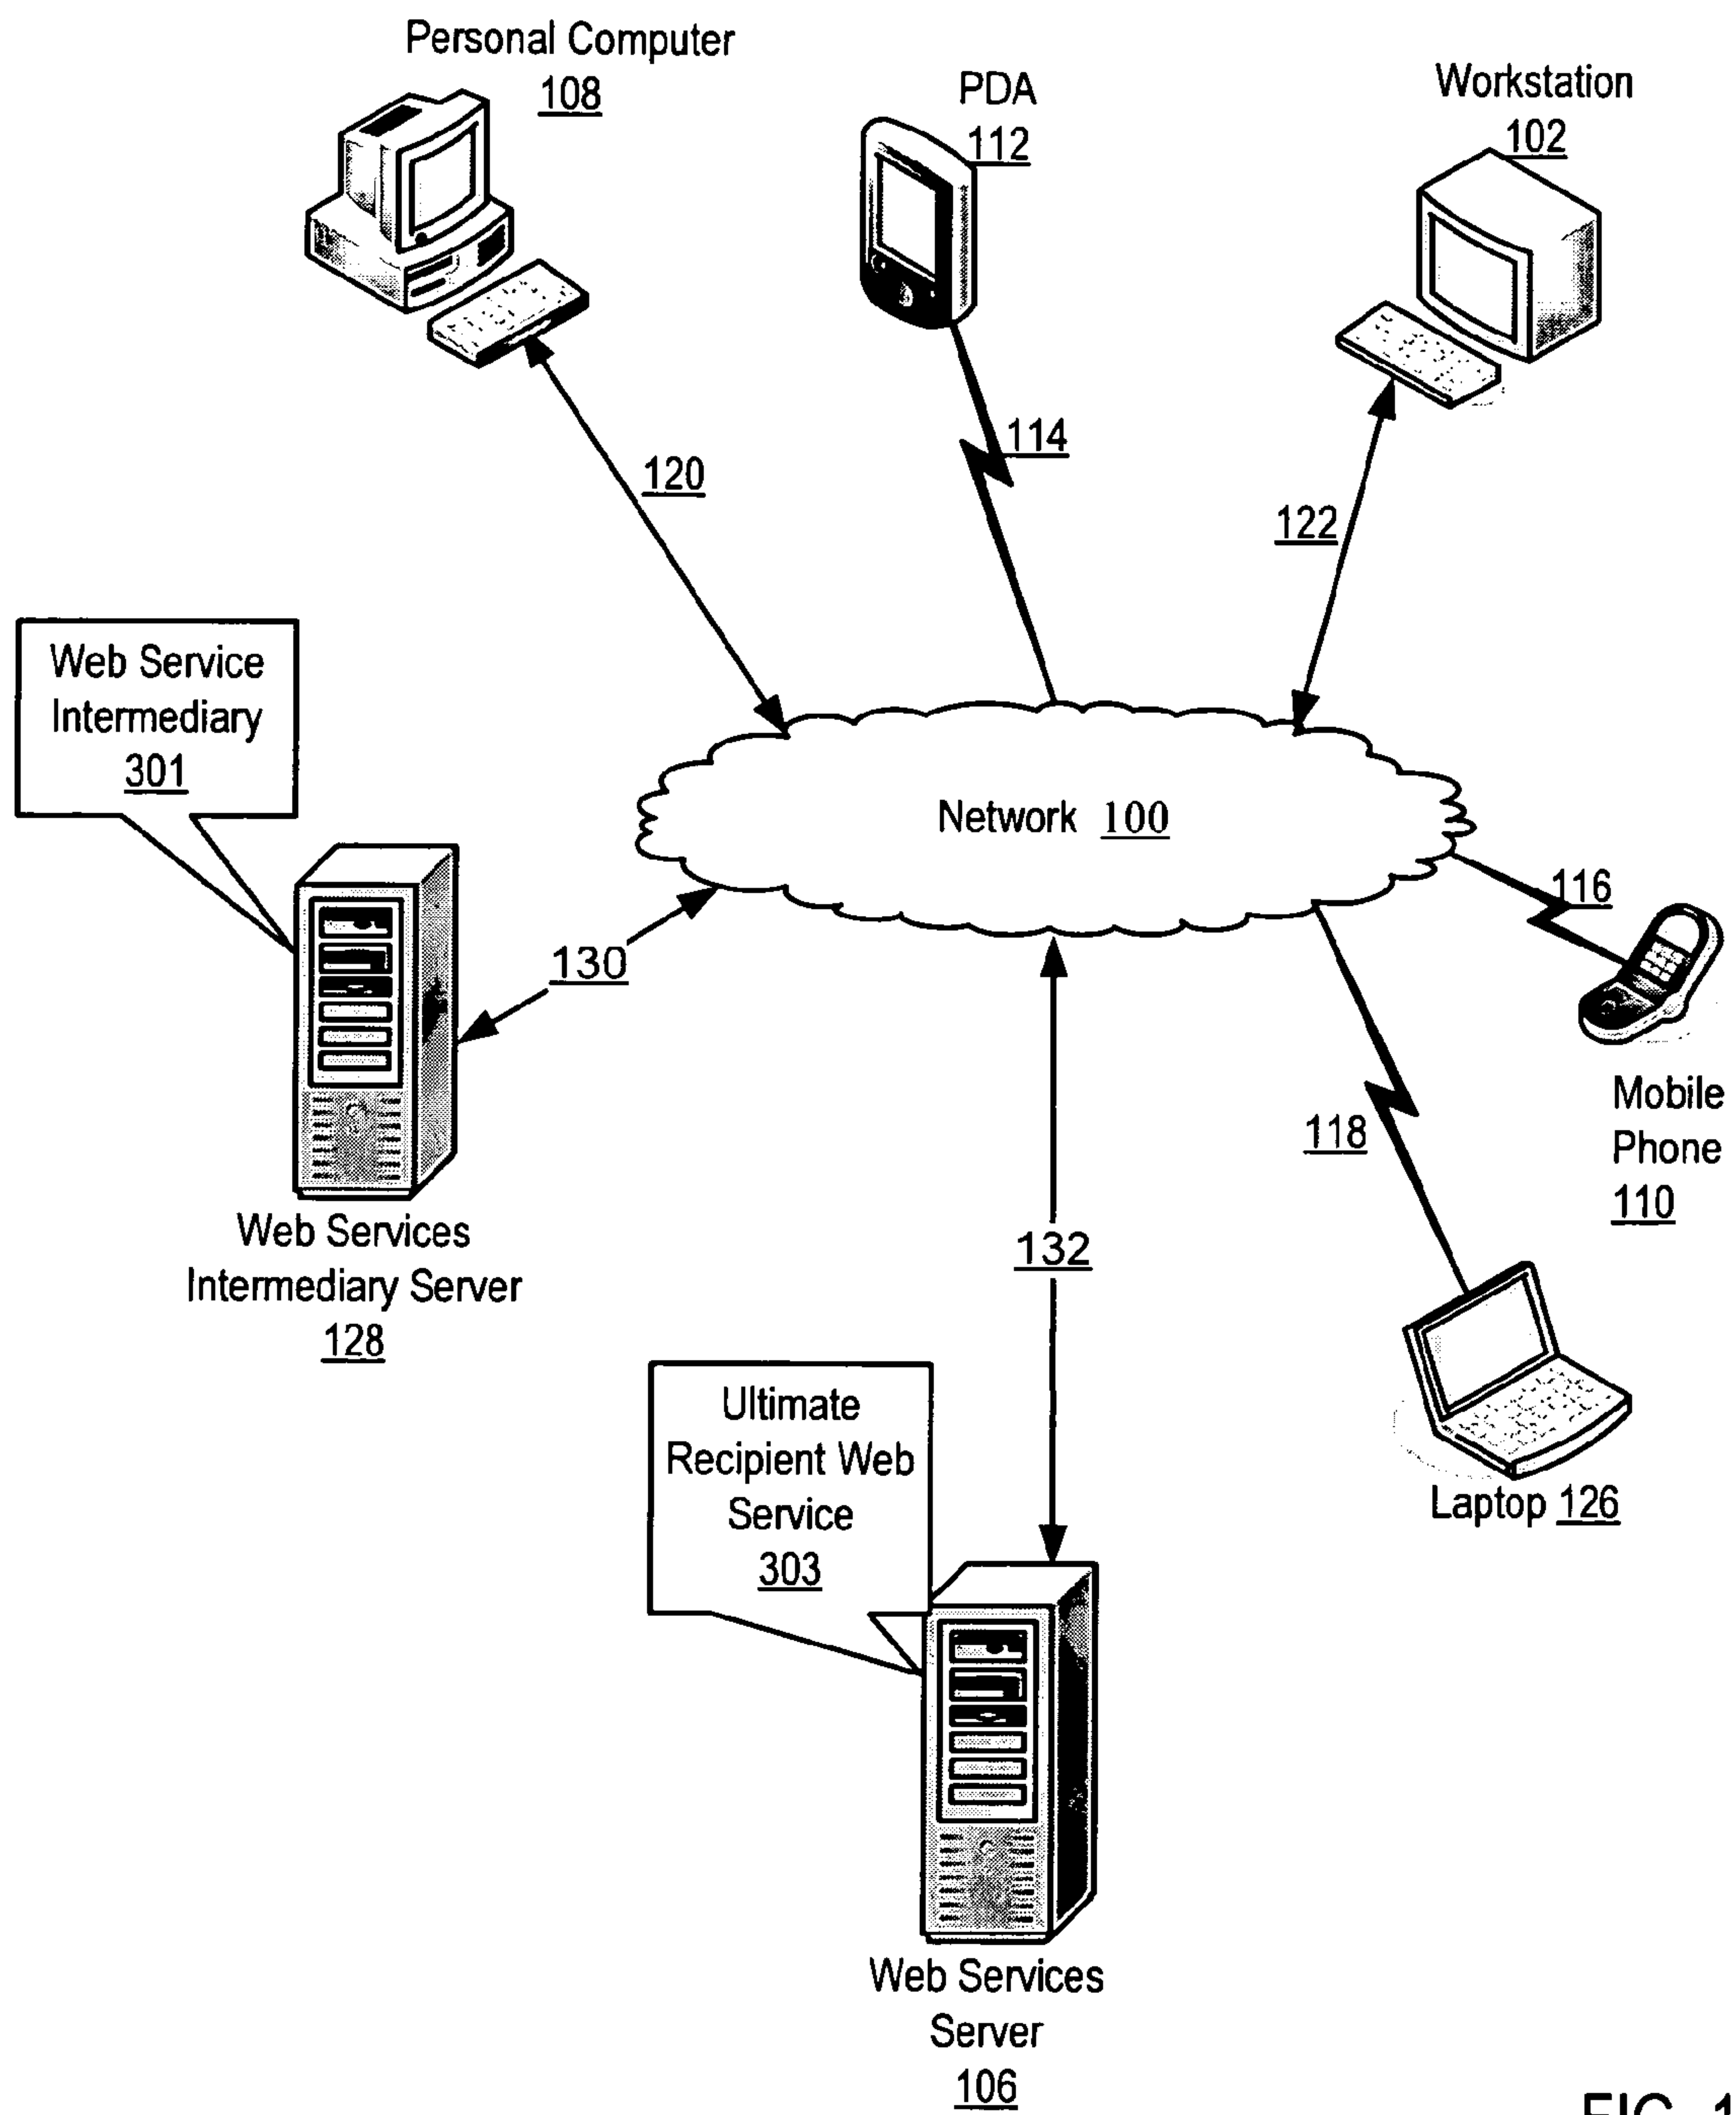 Personal Computer
108
PDA
112
Workstation
102
120
114
122
Web Service
Intermediary
301
Network 100
116
130
Mobile
Phone
110
118
Web Services
Intermediary Server
128
132
Ultimate
Recipient Web
Service
303
Laptop 126
Web Services
Server
106
FIG. 1